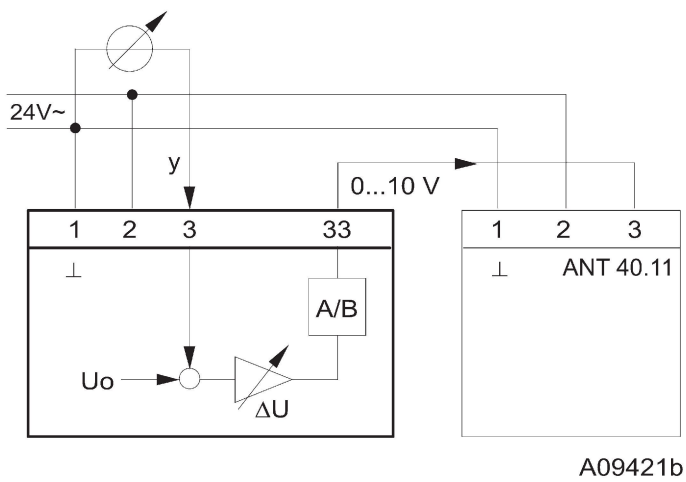 24V~
y
0...10 V
1 2 3 33
1 2 3
⊥
⊥ ANT 40.11
A/B
Uo
ΔU
A09421b